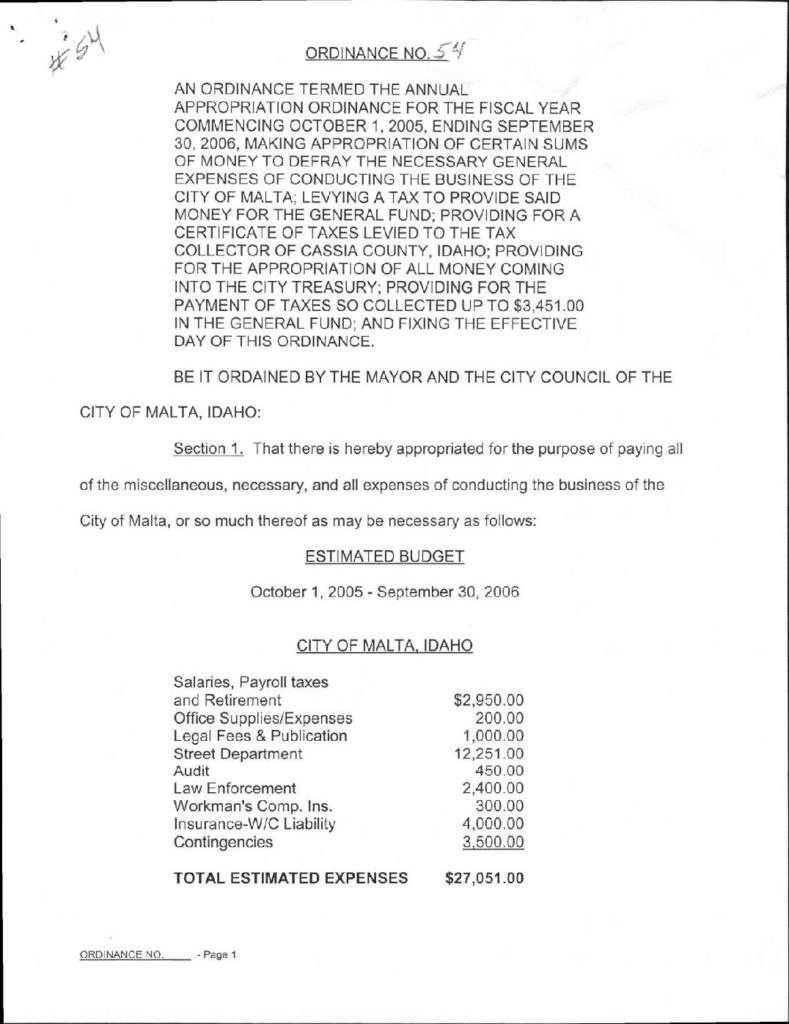 #54
ORDINANCE NO. 54
AN ORDINANCE TERMED THE ANNUAL
APPROPRIATION ORDINANCE FOR THE FISCAL YEAR
COMMENCING OCTOBER 1, 2005, ENDING SEPTEMBER
30, 2006, MAKING APPROPRIATION OF CERTAIN SUMS
OF MONEY TO DEFRAY THE NECESSARY GENERAL
EXPENSES OF CONDUCTING THE BUSINESS OF THE
CITY OF MALTA; LEVYING A TAX TO PROVIDE SAID
MONEY FOR THE GENERAL FUND; PROVIDING FOR A
CERTIFICATE OF TAXES LEVIED TO THE TAX
COLLECTOR OF CASSIA COUNTY, IDAHO; PROVIDING
FOR THE APPROPRIATION OF ALL MONEY COMING
INTO THE CITY TREASURY; PROVIDING FOR THE
PAYMENT OF TAXES SO COLLECTED UP TO $3,451.00
IN THE GENERAL FUND; AND FIXING THE EFFECTIVE
DAY OF THIS ORDINANCE.
BE IT ORDAINED BY THE MAYOR AND THE CITY COUNCIL OF THE
CITY OF MALTA, IDAHO:
Section 1. That there is hereby appropriated for the purpose of paying all
of the miscellaneous, necessary, and all expenses of conducting the business of the
City of Malta, or so much thereof as may be necessary as follows:
ESTIMATED BUDGET
October 1, 2005 - September 30, 2006
CITY OF MALTA, IDAHO
Salaries, Payroll taxes
and Retirement $2,950.00
Office Supplies/Expenses 200.00
Legal Fees & Publication 1,000.00
Street Department 12,251.00
Audit 450.00
Law Enforcement 2,400.00
Workman's Comp. Ins. 300.00
Insurance-W/C Liability 4,000.00
Contingencies 3,500.00
TOTAL ESTIMATED EXPENSES $27,051.00
ORDINANCE NO. ____ - Page 1